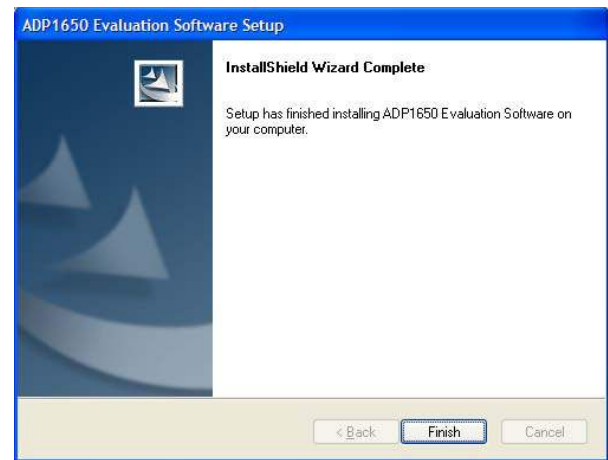 ADP1650 Evaluation Software Setup
InstallShield Wizard Complete
Setup has finished installing ADP1650 Evaluation Software on
your computer.
< Back
Finish
Cancel